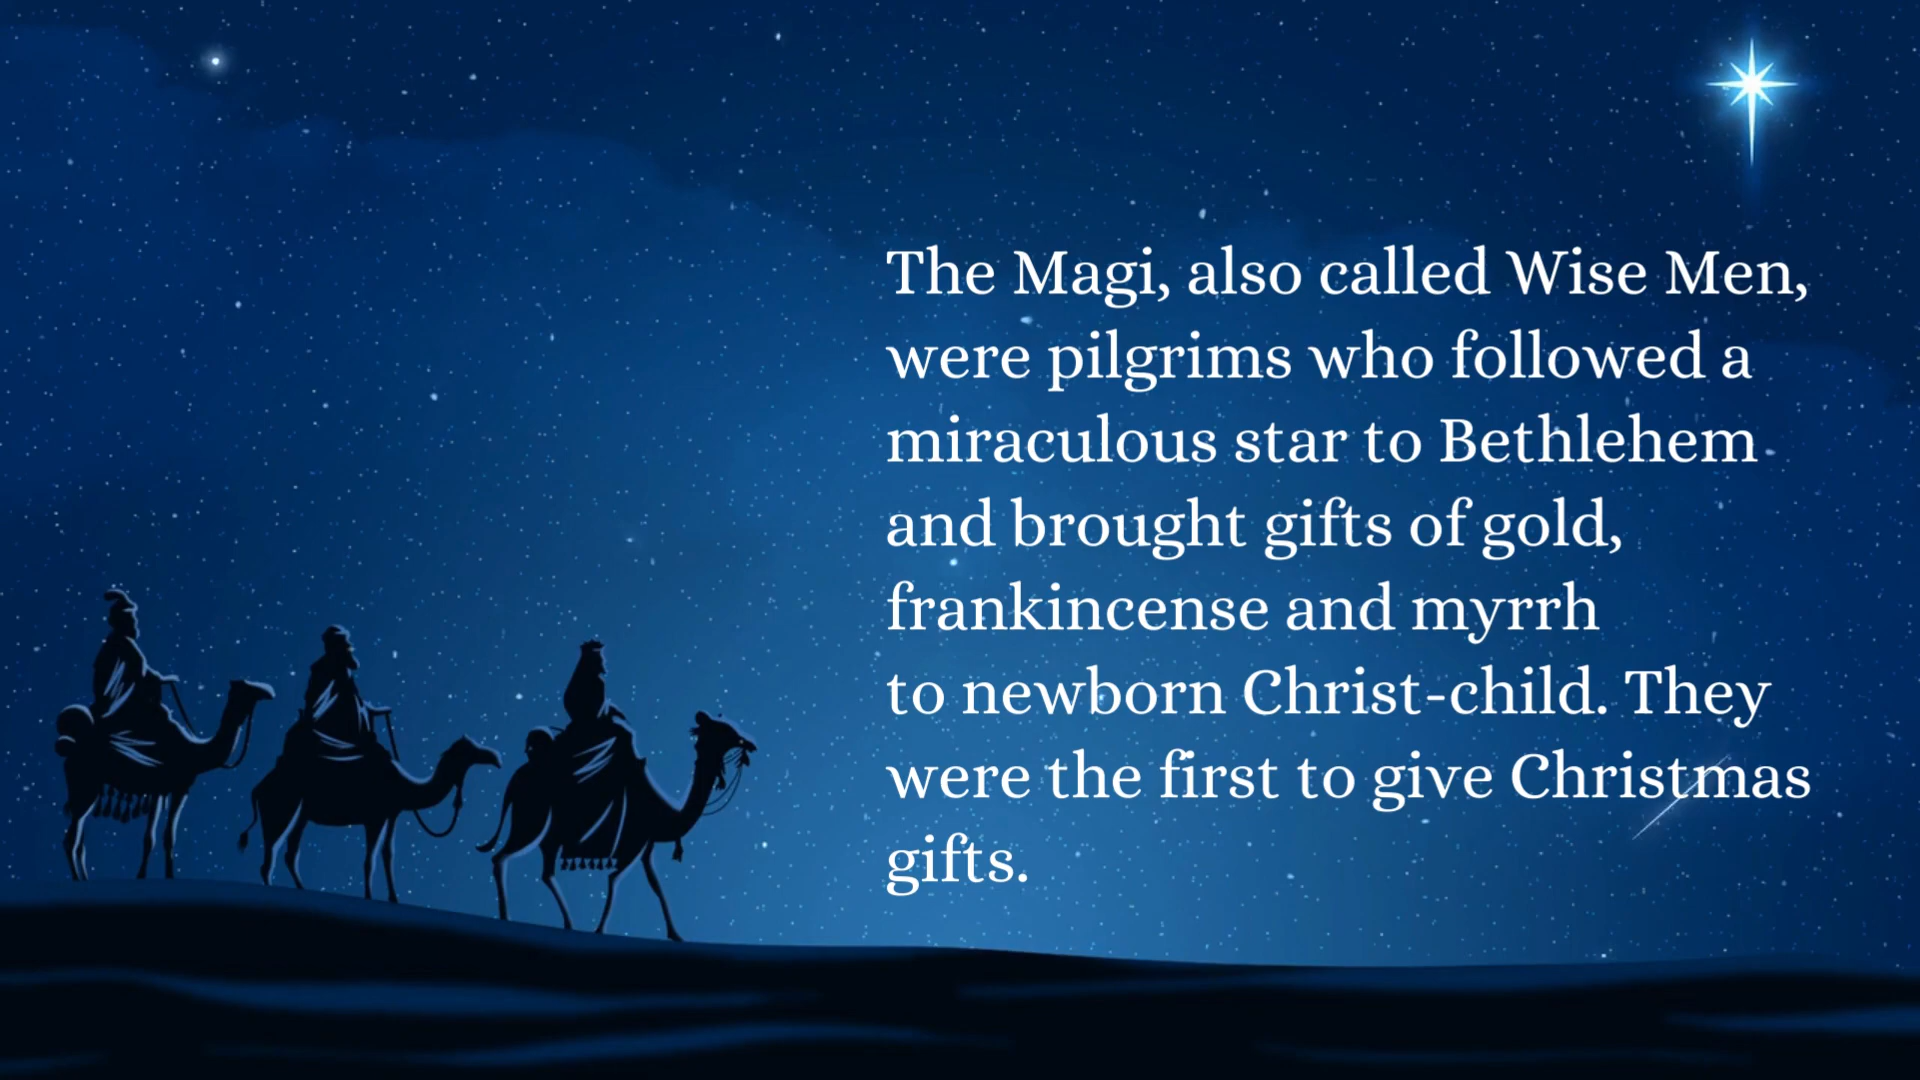 The Magi, also called Wise Men,
were pilgrims who followed a
miraculous star to Bethlehem
and brought gifts of gold,
frankincense and myrrh
to newborn Christ-child. They
were the first to give Christmas
gifts.